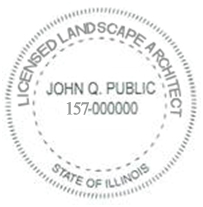 LICENSED LANDSCAPE ARCHITECT
JOHN Q. PUBLIC
157-000000
STATE OF ILLINOIS